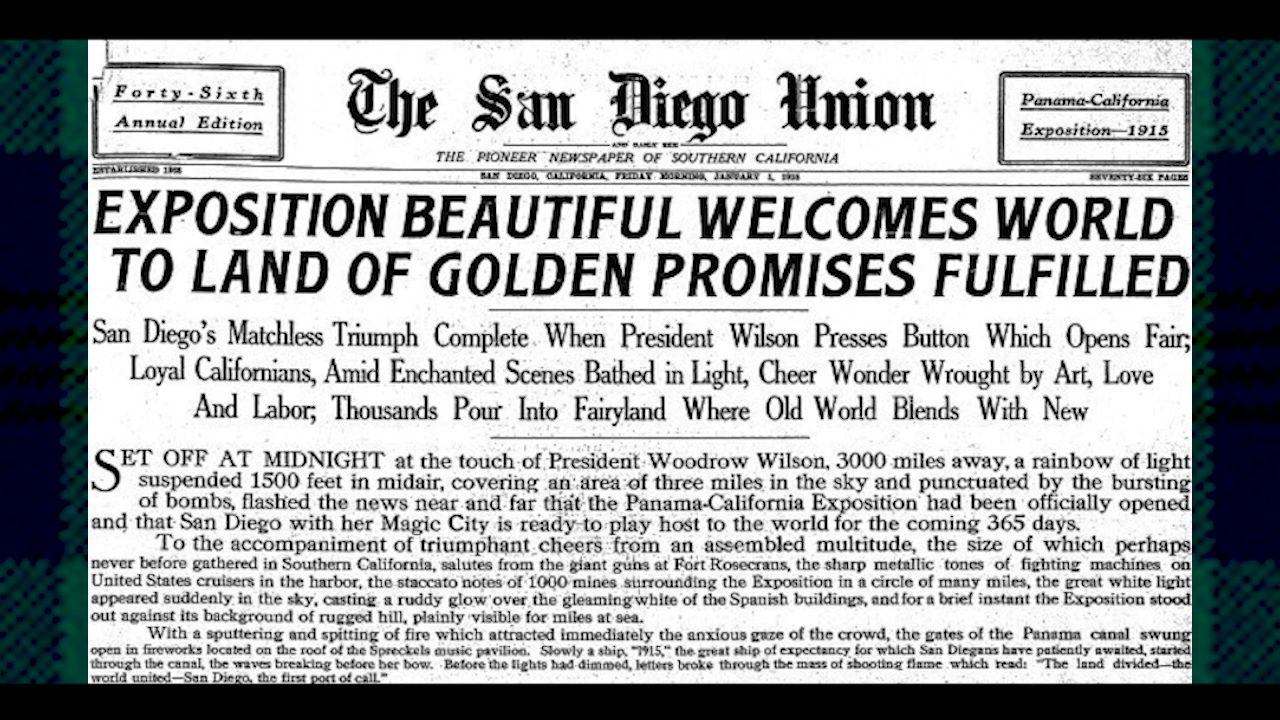 Forty-Sixth
Annual Edition
The San Diego Union
AND DAILY BEE
THE PIONEER NEWSPAPER OF SOUTHERN CALIFORNIA
Panama-California
Exposition—1915
ESTABLISHED 1868
SAN DIEGO, CALIFORNIA, FRIDAY MORNING, JANUARY 1, 1915
SEVENTY-SIX PAGES
EXPOSITION BEAUTIFUL WELCOMES WORLD
TO LAND OF GOLDEN PROMISES FULFILLED
San Diego's Matchless Triumph Complete When President Wilson Presses Button Which Opens Fair;
Loyal Californians, Amid Enchanted Scenes Bathed in Light, Cheer Wonder Wrought by Art, Love
And Labor; Thousands Pour Into Fairyland Where Old World Blends With New
SET OFF AT MIDNIGHT at the touch of President Woodrow Wilson, 3000 miles away, a rainbow of light
suspended 1500 feet in midair, covering an area of three miles in the sky and punctuated by the bursting
of bombs, flashed the news near and far that the Panama-California Exposition had been officially opened
and that San Diego with her Magic City is ready to play host to the world for the coming 365 days.
To the accompaniment of triumphant cheers from an assembled multitude, the size of which perhaps
never before gathered in Southern California, salutes from the giant guns at Fort Rosecrans, the sharp metallic tones of fighting machines on
United States cruisers in the harbor, the staccato notes of 1000 mines surrounding the Exposition in a circle of many miles, the great white light
appeared suddenly in the sky, casting a ruddy glow over the gleaming white of the Spanish buildings, and for a brief instant the Exposition stood
out against its background of rugged hill, plainly visible for miles at sea.
With a sputtering and spitting of fire which attracted immediately the anxious gaze of the crowd, the gates of the Panama canal swung
open in fireworks located on the roof of the Spreckels music pavilion. Slowly a ship, "1915," the great ship of expectancy for which San Diegans have patiently awaited, started
through the canal, the waves breaking before her bow. Before the lights had dimmed, letters broke through the mass of shooting flame which read: "The land divided—the
world united—San Diego, the first port of call."